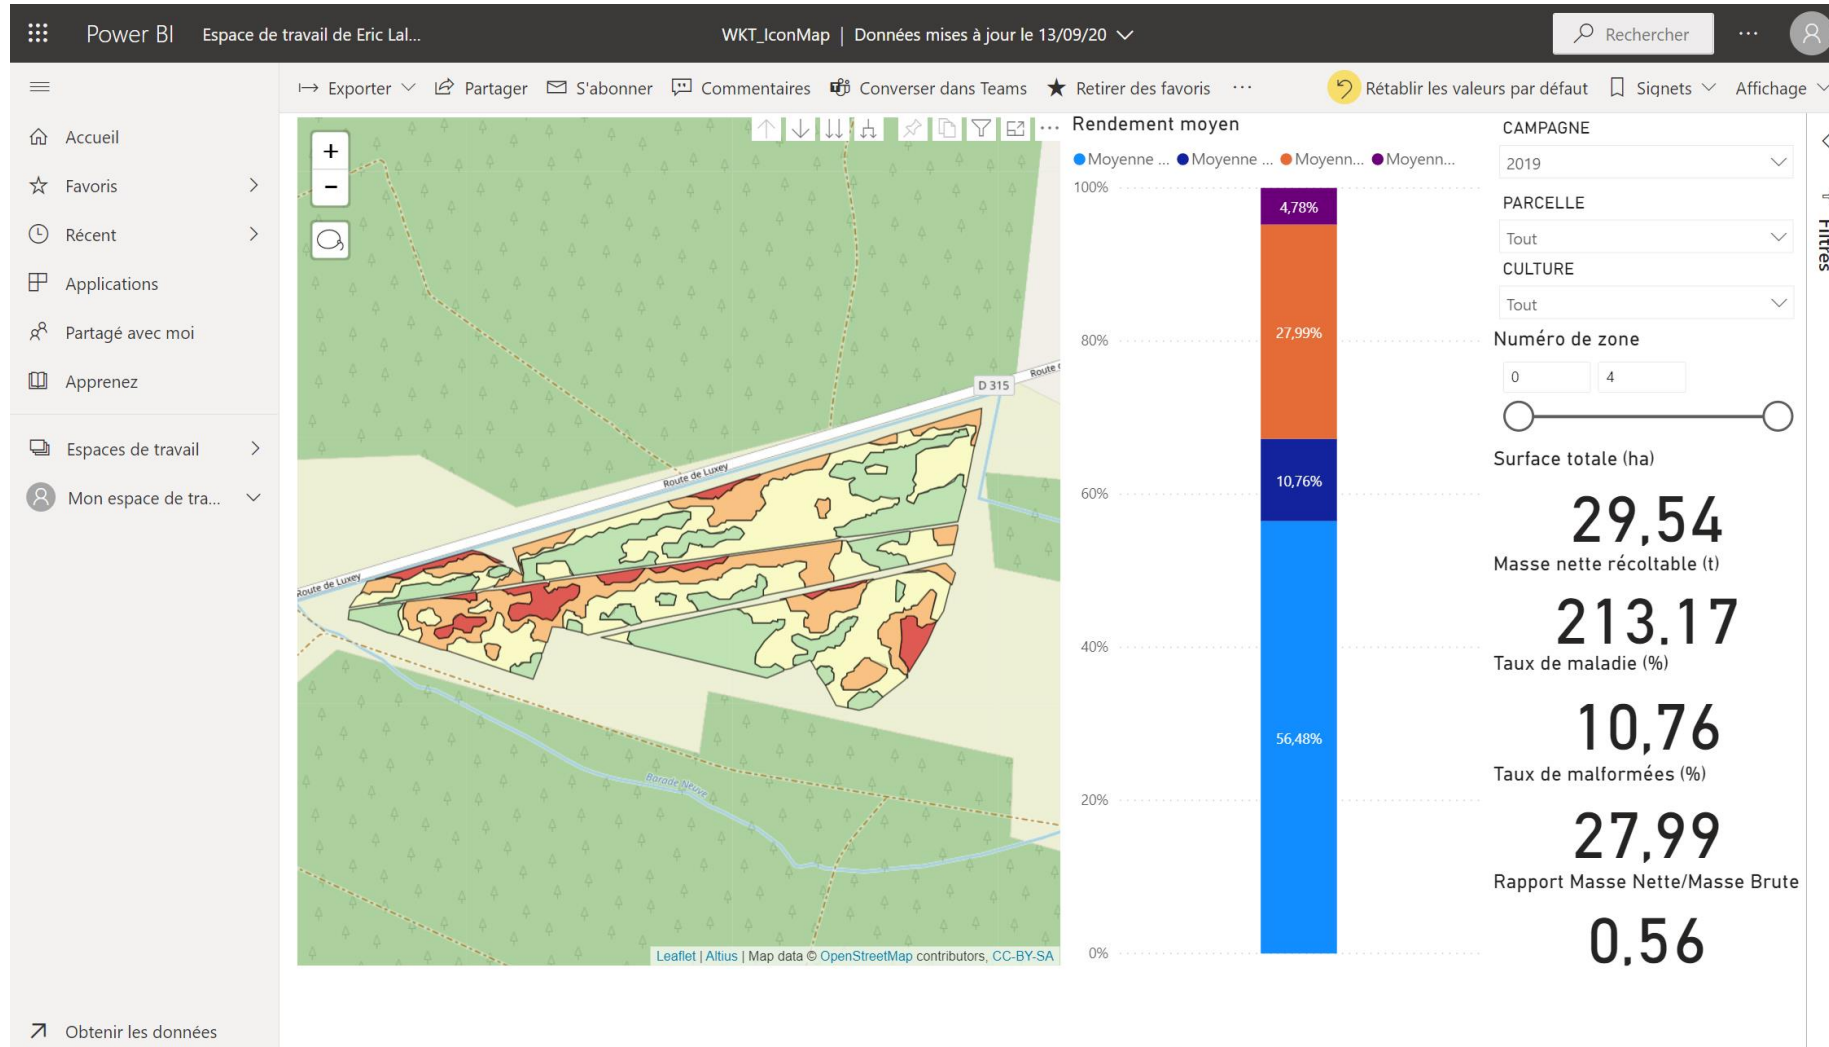 Power BI
Espace de travail de Eric Lal...
WKT_IconMap | Données mises à jour le 13/09/20
Rechercher
...
Exporter
Partager
S'abonner
Commentaires
Converser dans Teams
Retirer des favoris
...
Rétablir les valeurs par défaut
Signets
Affichage
Accueil
Favoris
Récent
Applications
Partagé avec moi
Apprenez
Espaces de travail
Mon espace de tra...
Obtenir les données
+
−
D 315
Route de Luxey
Route de Luxey
Barade Neuve
Leaflet | Altius | Map data © OpenStreetMap contributors, CC-BY-SA
Rendement moyen
Moyenne ... Moyenne ... Moyenn... Moyenn...
100%
80%
60%
40%
20%
0%
4,78%
27,99%
10,76%
56,48%
CAMPAGNE
2019
PARCELLE
Tout
CULTURE
Tout
Numéro de zone
0 4
Surface totale (ha)
29,54
Masse nette récoltable (t)
213,17
Taux de maladie (%)
10,76
Taux de malformées (%)
27,99
Rapport Masse Nette/Masse Brute
0,56
Filtres